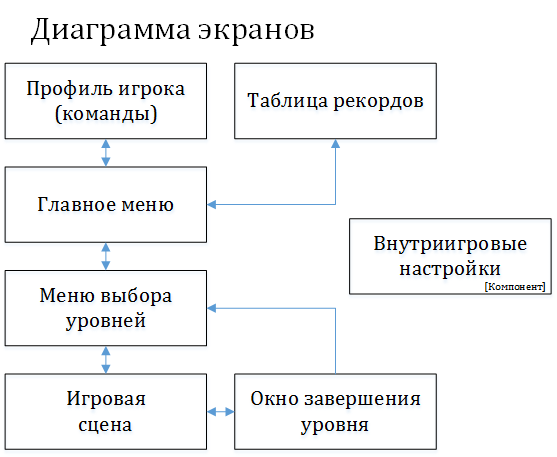 Диаграмма экранов
Профиль игрока
(команды)
Таблица рекордов
Главное меню
Внутриигровые
настройки
[Компонент]
Меню выбора
уровней
Игровая
сцена
Окно завершения
уровня